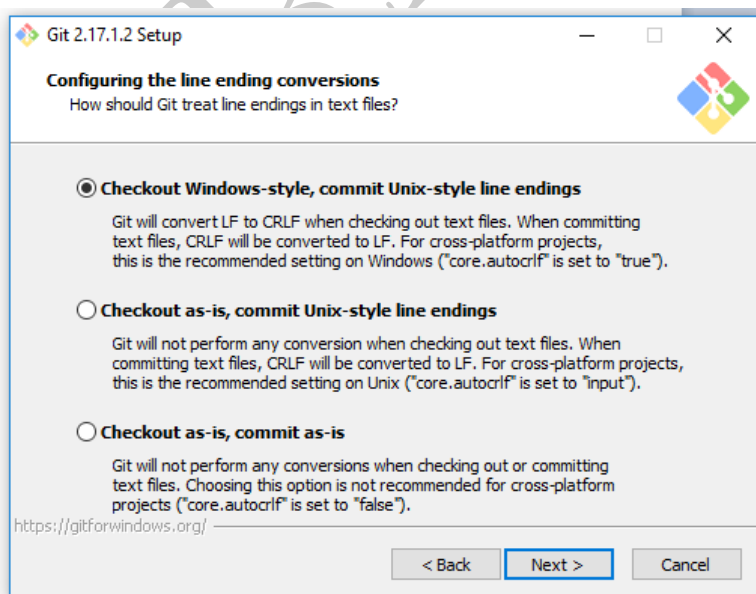 Git 2.17.1.2 Setup
Configuring the line ending conversions
How should Git treat line endings in text files?
Checkout Windows-style, commit Unix-style line endings
Git will convert LF to CRLF when checking out text files. When committing
text files, CRLF will be converted to LF. For cross-platform projects,
this is the recommended setting on Windows ("core.autocrlf" is set to "true").
Checkout as-is, commit Unix-style line endings
Git will not perform any conversion when checking out text files. When
committing text files, CRLF will be converted to LF. For cross-platform projects,
this is the recommended setting on Unix ("core.autocrlf" is set to "input").
Checkout as-is, commit as-is
Git will not perform any conversions when checking out or committing
text files. Choosing this option is not recommended for cross-platform
projects ("core.autocrlf" is set to "false").
https://gitforwindows.org/
< Back Next > Cancel